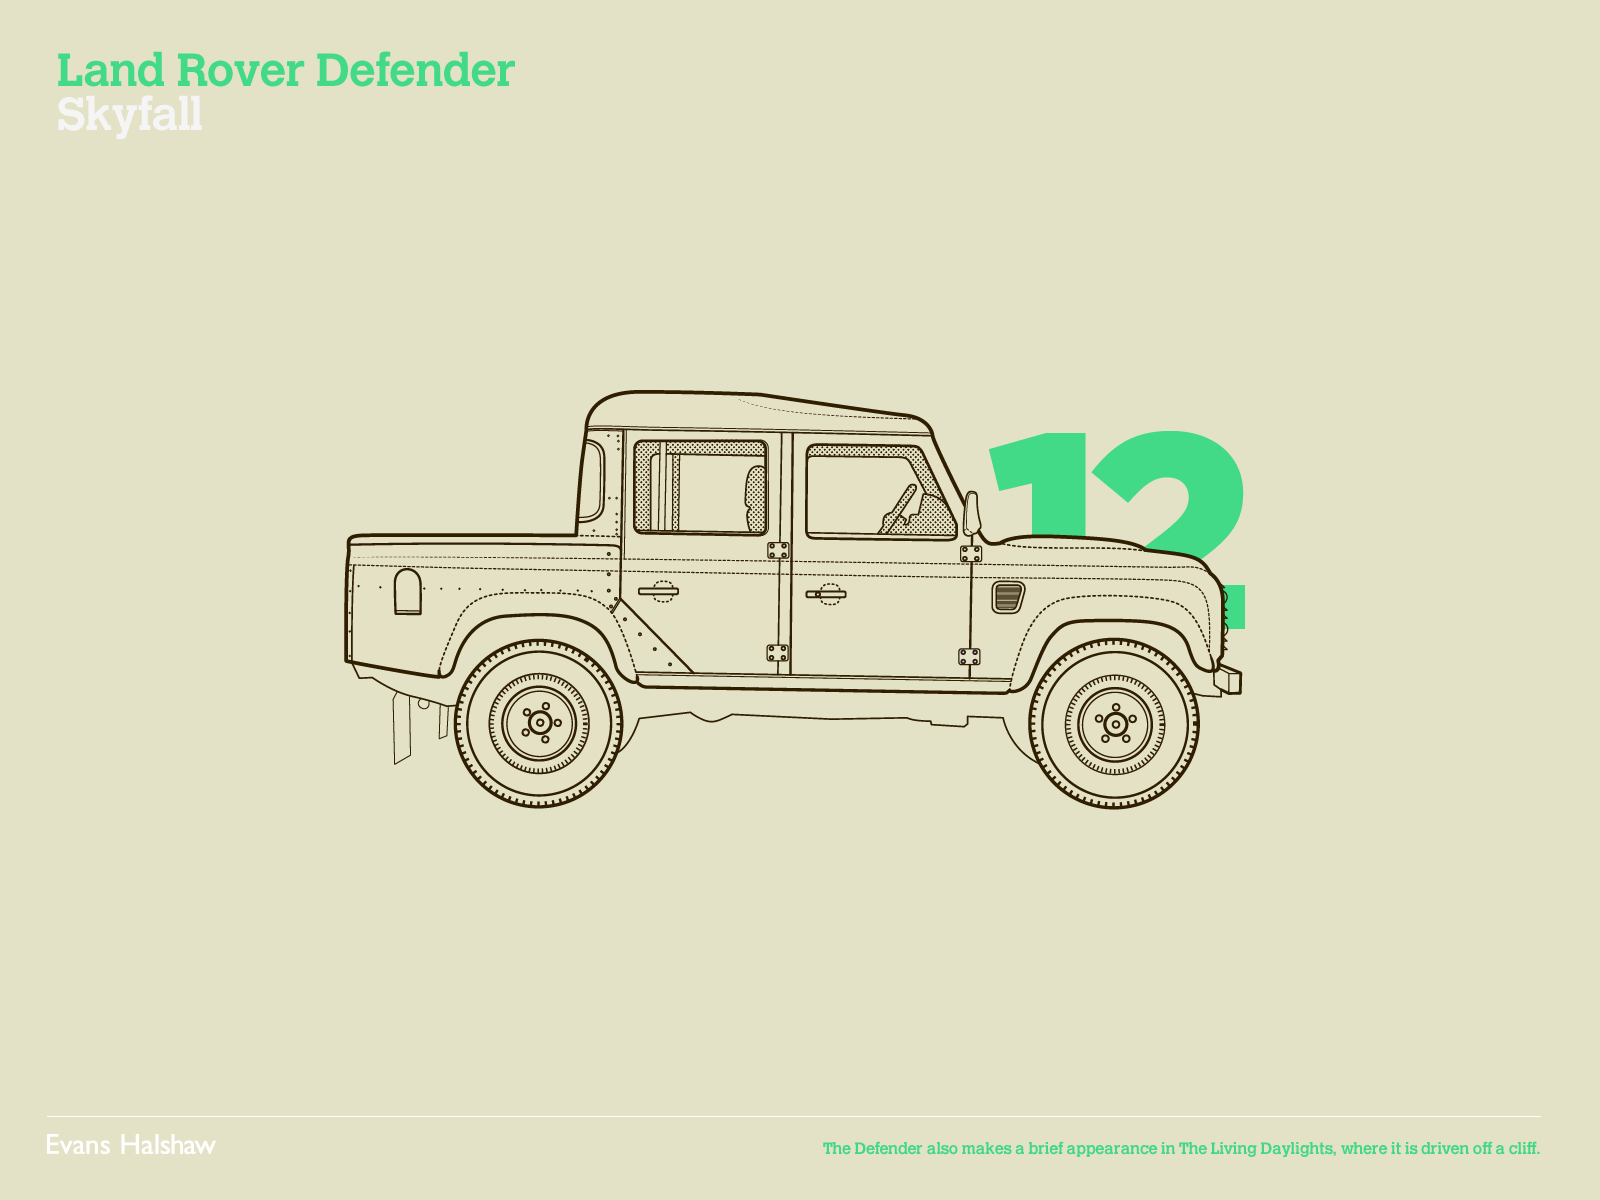 Land Rover Defender
Skyfall
12
Evans Halshaw
The Defender also makes a brief appearance in The Living Daylights, where it is driven off a cliff.